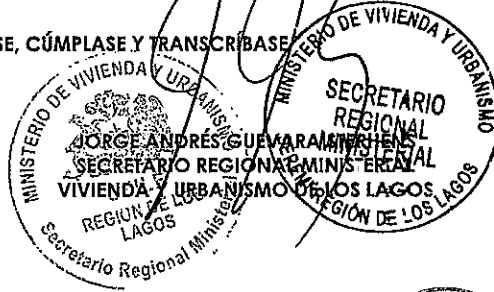 SE, CÚMPLASE Y TRANSCRÍBASE
MINISTERIO DE VIVIENDA Y URBANISMO
REGIÓN DE LOS LAGOS
Secretario Regional Ministerial
MINISTERIO DE VIVIENDA Y URBANISMO
SECRETARIO
REGIONAL
MINISTERIAL
REGIÓN DE LOS LAGOS
JORGE ANDRÉS GUEVARA
SECRETARIO REGIONAL MINISTERIAL
VIVIENDA Y URBANISMO DE LOS LAGOS